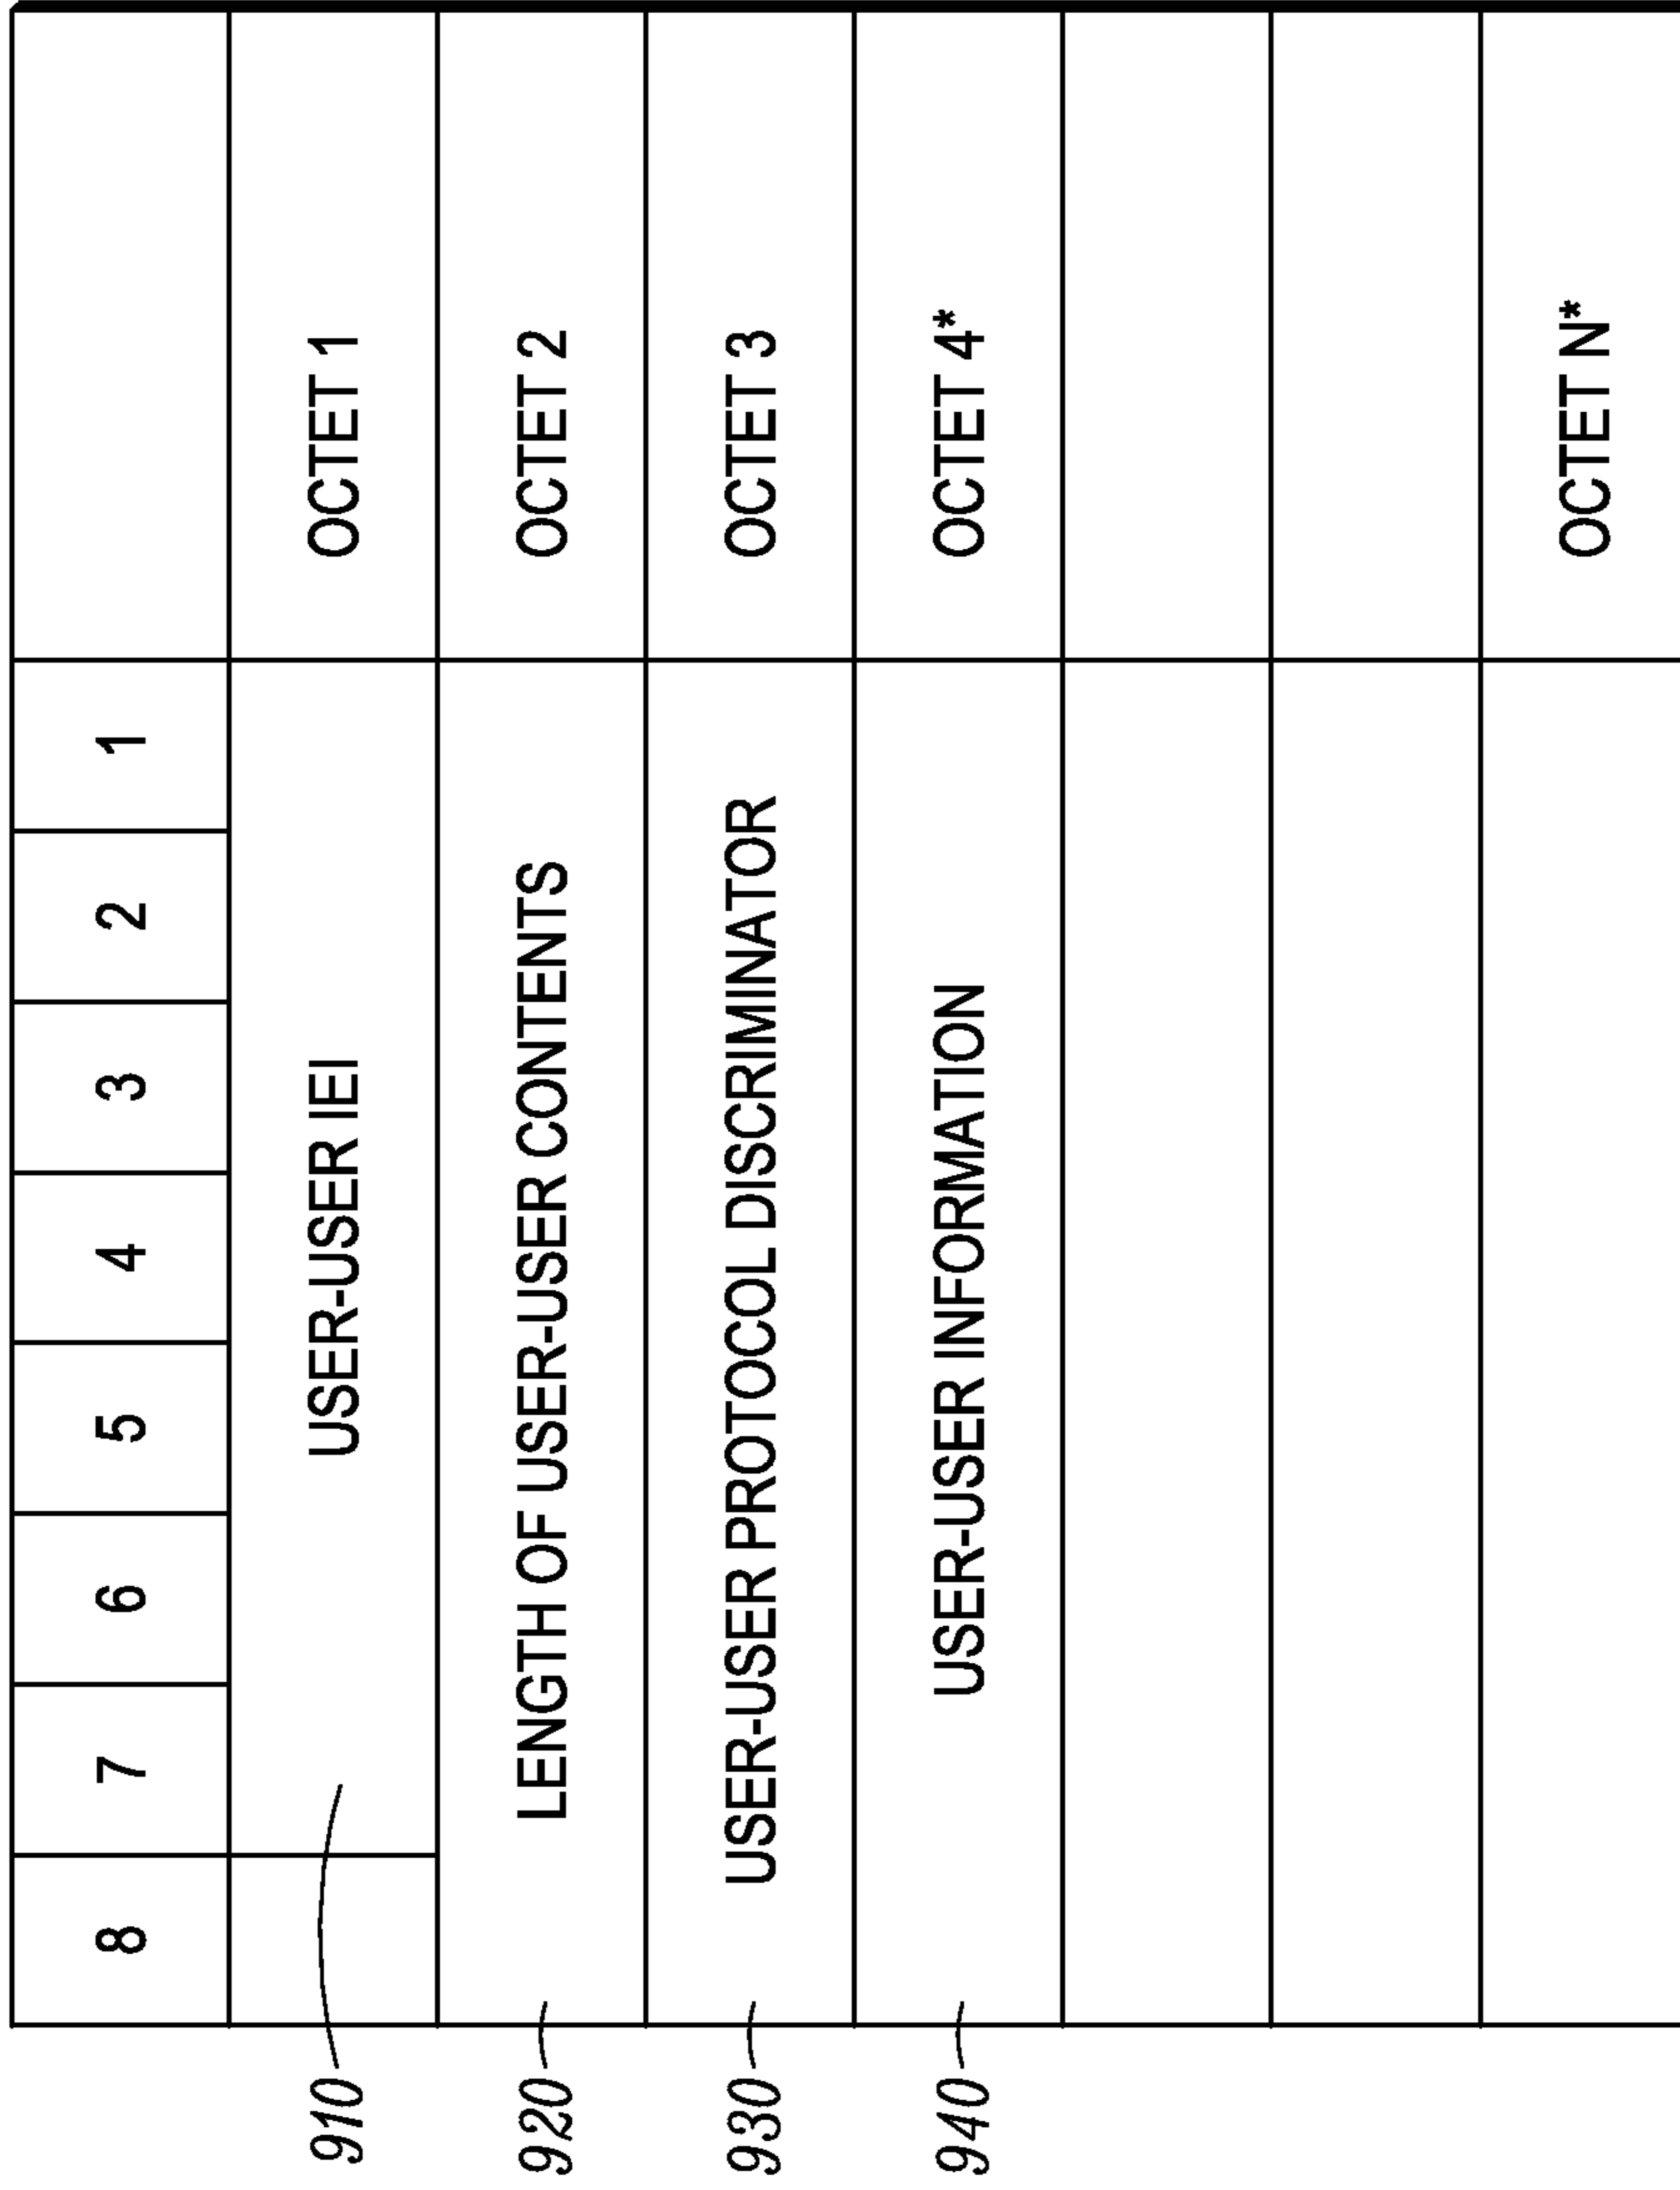 8 7 6 5 4 3 2 1
910 USER-USER IEI OCTET 1
920 LENGTH OF USER-USER CONTENTS OCTET 2
930 USER-USER PROTOCOL DISCRIMINATOR OCTET 3
940 USER-USER INFORMATION OCTET 4*
OCTET N*